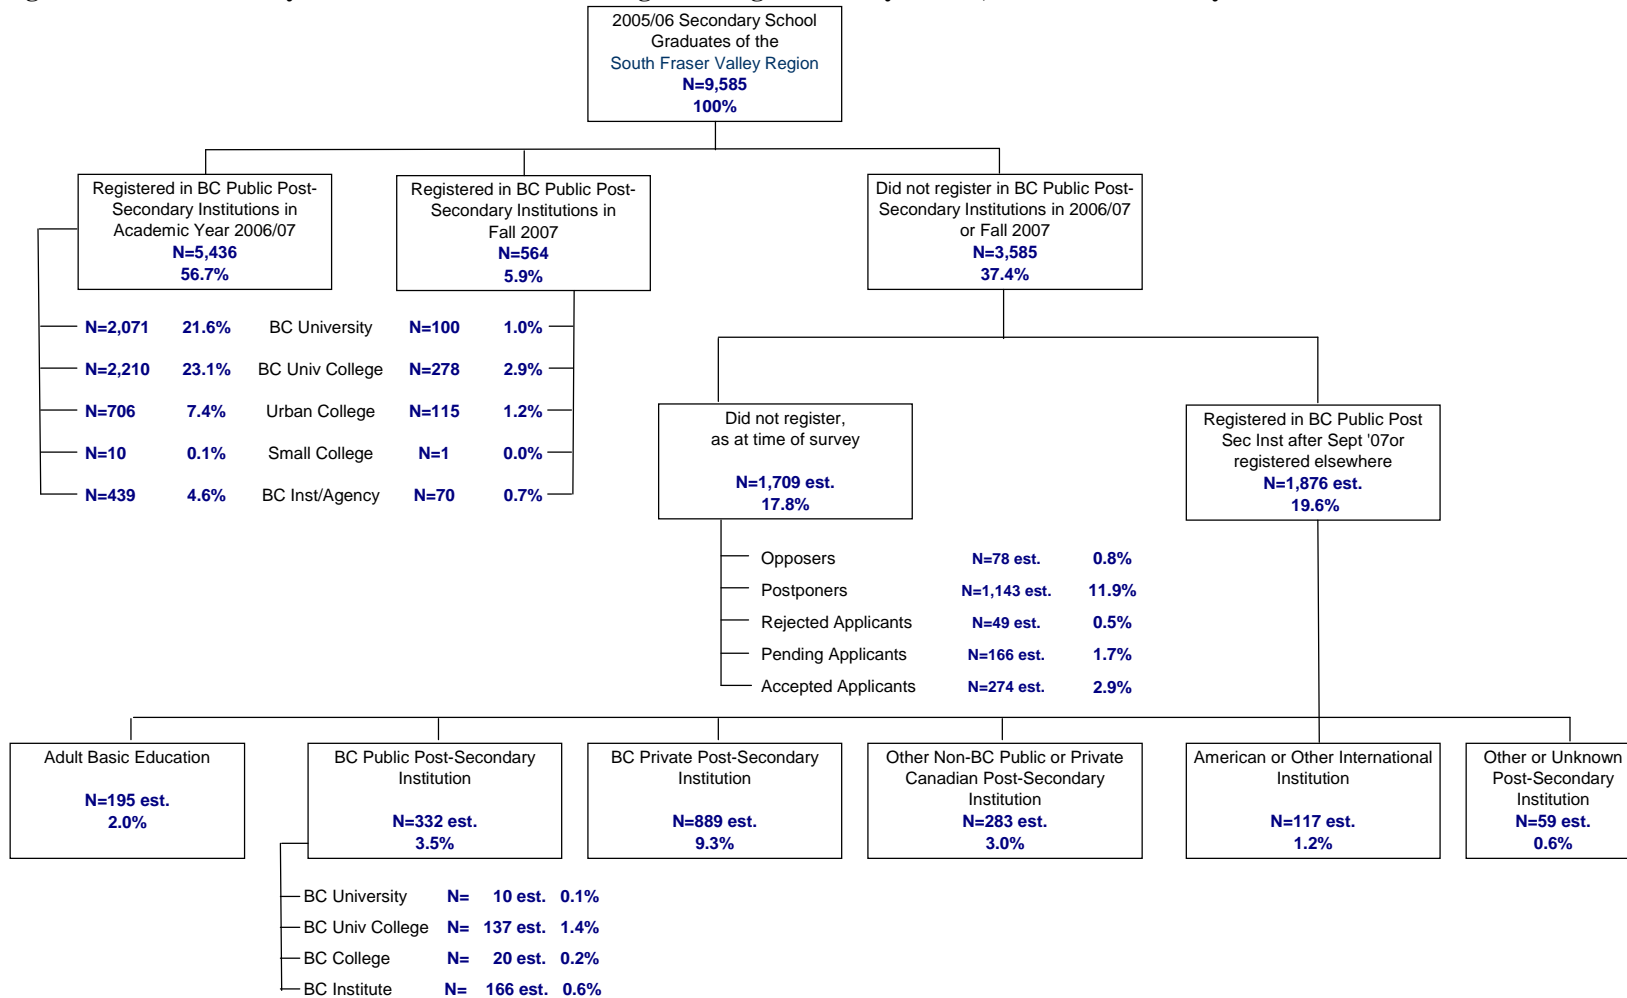 2005/06 Secondary School
Graduates of the
South Fraser Valley Region
N=9,585
100%
Registered in BC Public Post-
Secondary Institutions in
Academic Year 2006/07
N=5,436
56.7%
Registered in BC Public Post-
Secondary Institutions in
Fall 2007
N=564
5.9%
Did not register in BC Public Post-
Secondary Institutions in 2006/07
or Fall 2007
N=3,585
37.4%
N=2,071 21.6% BC University N=100 1.0%
N=2,210 23.1% BC Univ College N=278 2.9%
N=706 7.4% Urban College N=115 1.2%
N=10 0.1% Small College N=1 0.0%
N=439 4.6% BC Inst/Agency N=70 0.7%
Did not register,
as at time of survey
N=1,709 est.
17.8%
Registered in BC Public Post
Sec Inst after Sept '07or
registered elsewhere
N=1,876 est.
19.6%
Opposers N=78 est. 0.8%
Postponers N=1,143 est. 11.9%
Rejected Applicants N=49 est. 0.5%
Pending Applicants N=166 est. 1.7%
Accepted Applicants N=274 est. 2.9%
Adult Basic Education
N=195 est.
2.0%
BC Public Post-Secondary
Institution
N=332 est.
3.5%
BC Private Post-Secondary
Institution
N=889 est.
9.3%
Other Non-BC Public or Private
Canadian Post-Secondary
Institution
N=283 est.
3.0%
American or Other International
Institution
N=117 est.
1.2%
Other or Unknown
Post-Secondary
Institution
N=59 est.
0.6%
BC University N= 10 est. 0.1%
BC Univ College N= 137 est. 1.4%
BC College N= 20 est. 0.2%
BC Institute N= 166 est. 0.6%